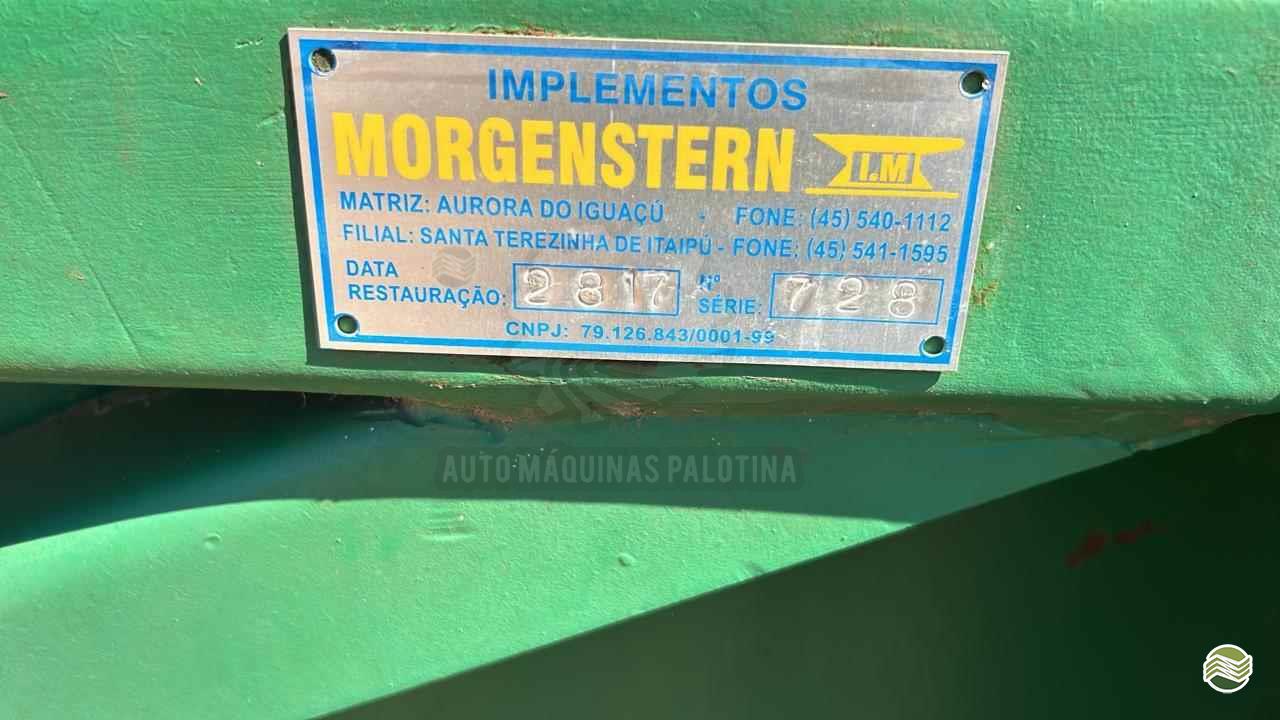 IMPLEMENTOS
MORGENSTERN I.M
MATRIZ: AURORA DO IGUAÇÚ - FONE: (45) 540-1112
FILIAL: SANTA TEREZINHA DE ITAIPÚ - FONE: (45) 541-1595
DATA RESTAURAÇÃO: 2817 Nº SÉRIE: 728
CNPJ: 79.126.843/0001-99
AUTO MÁQUINAS PALOTINA